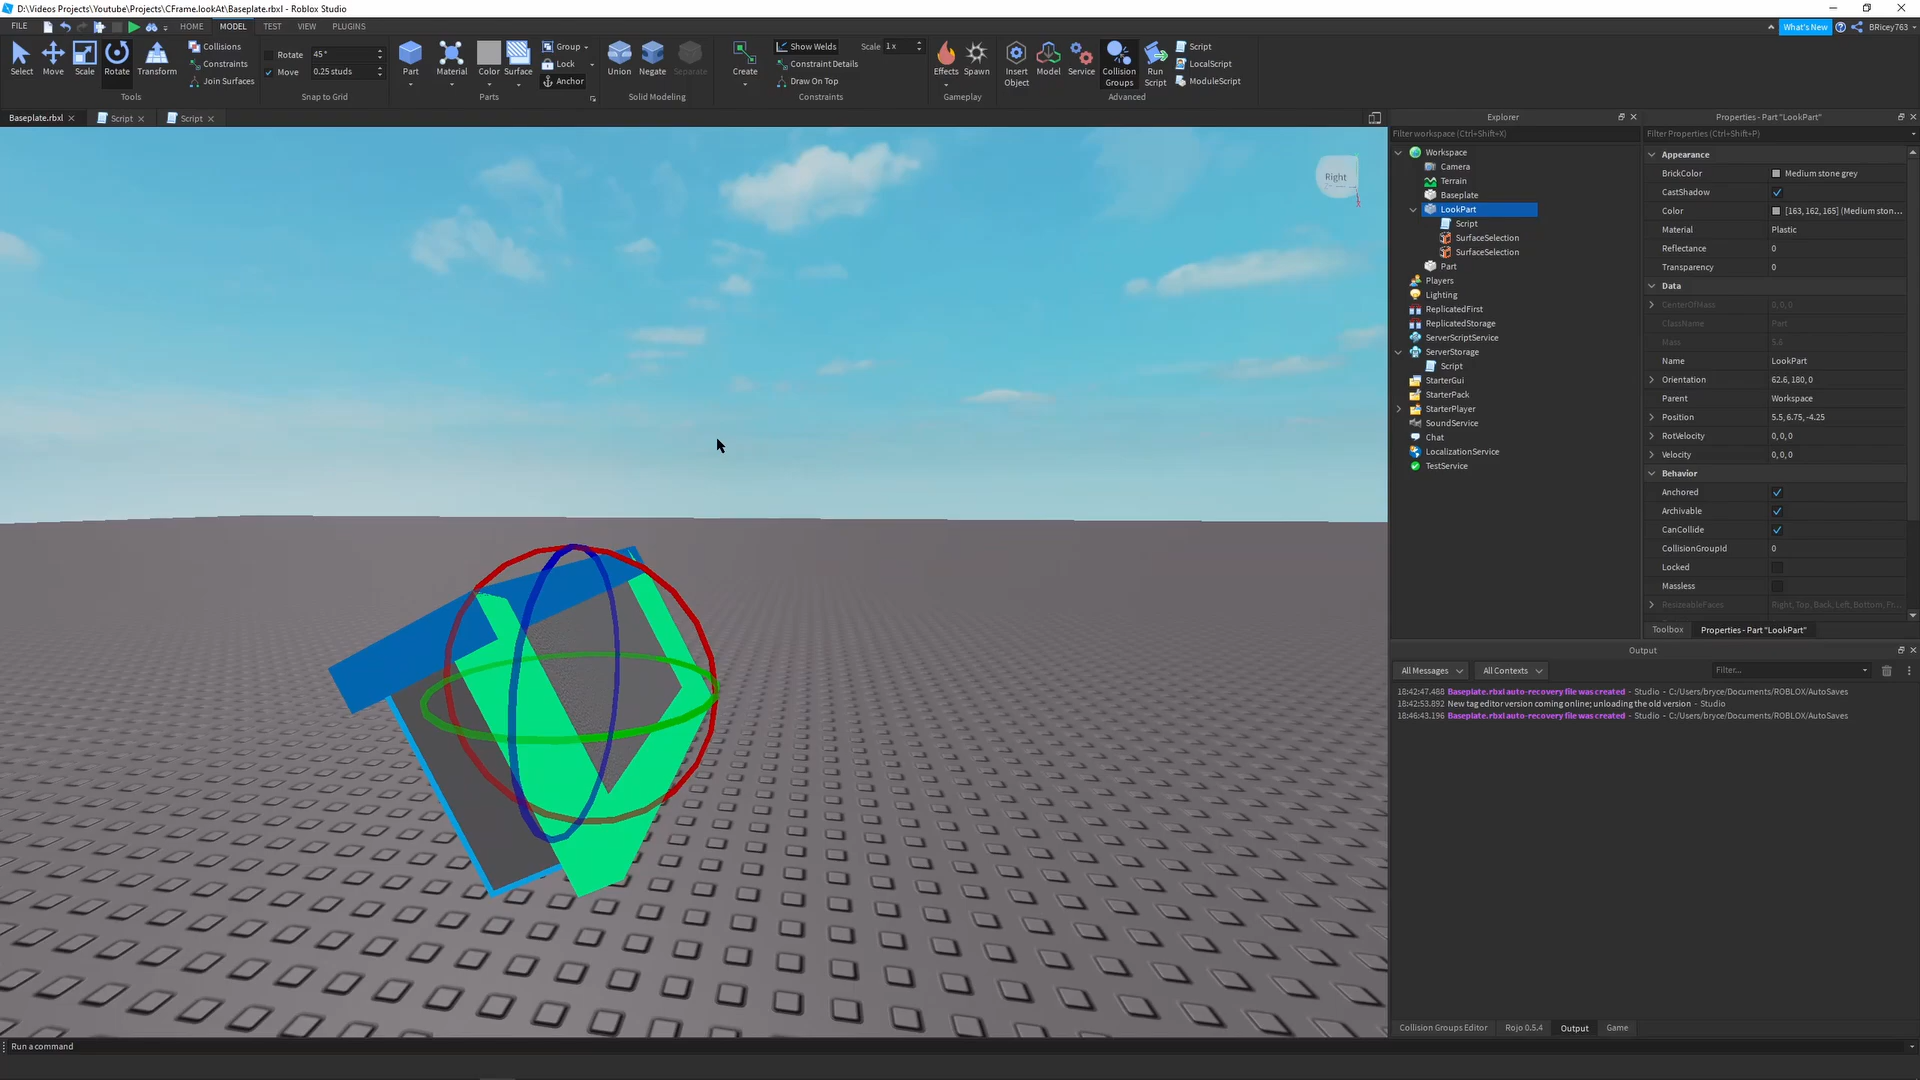 D:\Videos Projects\Youtube\Projects\CFrame.lookAt\Baseplate.rbxl - Roblox Studio
FILE HOME MODEL TEST VIEW PLUGINS What's New BRicey763
Select Move Scale Rotate Transform
Collisions
Constraints
Join Surfaces
Tools
Rotate 45°
Move 0.25 studs
Snap to Grid
Part Material Color Surface
Group
Lock
Anchor
Parts
Union Negate Separate
Solid Modeling
Create
Show Welds Scale 1 x
Constraint Details
Draw On Top
Constraints
Effects Spawn
Gameplay
Insert Object Model Service Collision Groups Run Script
Script
LocalScript
ModuleScript
Advanced
Baseplate.rbxl Script Script
Right
Explorer
Filter workspace (Ctrl+Shift+X)
Workspace
Camera
Terrain
Baseplate
LookPart
Script
SurfaceSelection
SurfaceSelection
Part
Players
Lighting
ReplicatedFirst
ReplicatedStorage
ServerScriptService
ServerStorage
Script
StarterGui
StarterPack
StarterPlayer
SoundService
Chat
LocalizationService
TestService
Properties - Part "LookPart"
Filter Properties (Ctrl+Shift+P)
Appearance
BrickColor Medium stone grey
CastShadow
Color [163, 162, 165] (Medium ston...
Material Plastic
Reflectance 0
Transparency 0
Data
CenterOfMass 0, 0, 0
ClassName Part
Mass 5.6
Name LookPart
Orientation 62.6, 180, 0
Parent Workspace
Position 5.5, 6.75, -4.25
RotVelocity 0, 0, 0
Velocity 0, 0, 0
Behavior
Anchored
Archivable
CanCollide
CollisionGroupId 0
Locked
Massless
ResizeableFaces Right, Top, Back, Left, Bottom, Fr...
Toolbox Properties - Part "LookPart"
Output
All Messages All Contexts Filter...
18:42:47.488 Baseplate.rbxl auto-recovery file was created - Studio - C:/Users/bryce/Documents/ROBLOX/AutoSaves
18:42:53.892 New tag editor version coming online; unloading the old version - Studio
18:46:43.196 Baseplate.rbxl auto-recovery file was created - Studio - C:/Users/bryce/Documents/ROBLOX/AutoSaves
Collision Groups Editor Rojo 0.5.4 Output Game
Run a command